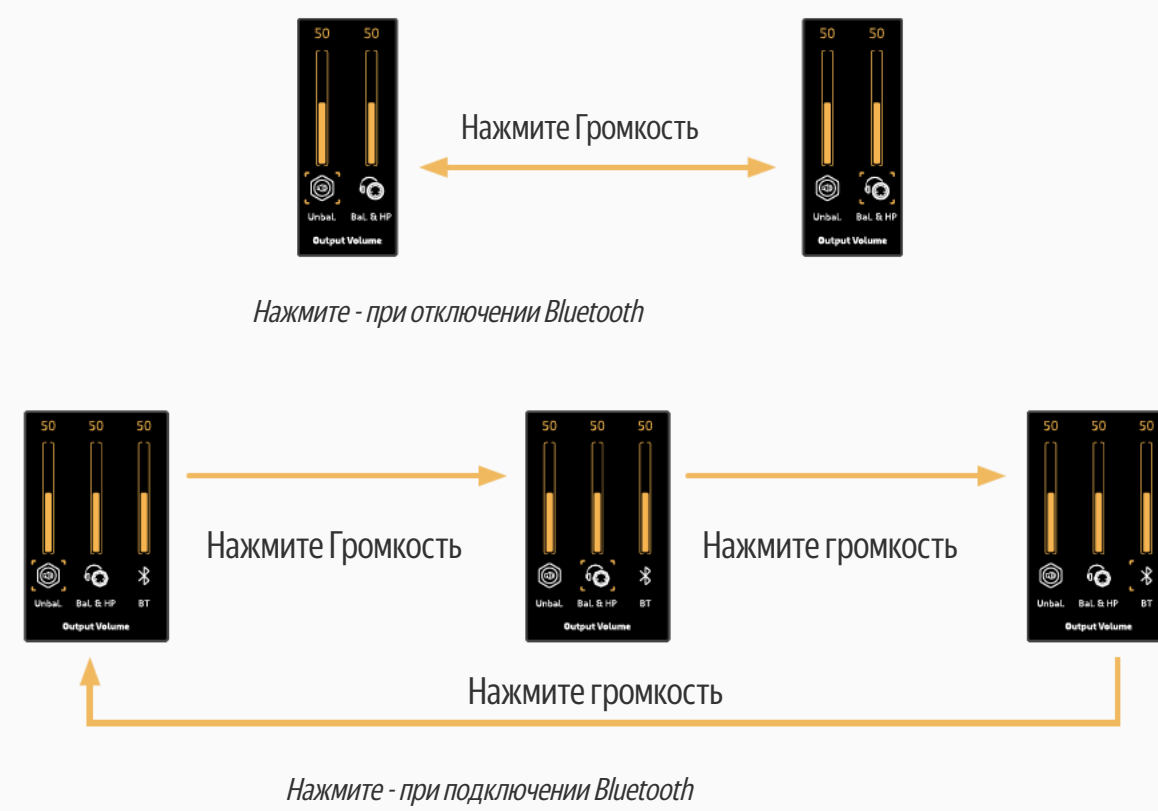 50 50
50 50
Нажмите Громкость
Unbal. Bal. & HP
Unbal. Bal. & HP
Output Volume
Output Volume
Нажмите - при отключении Bluetooth
50 50 50
50 50 50
50 50 50
Нажмите Громкость
Нажмите громкость
Unbal. Bal. & HP BT
Unbal. Bal. & HP BT
Unbal. Bal. & HP BT
Output Volume
Output Volume
Output Volume
Нажмите громкость
Нажмите - при подключении Bluetooth